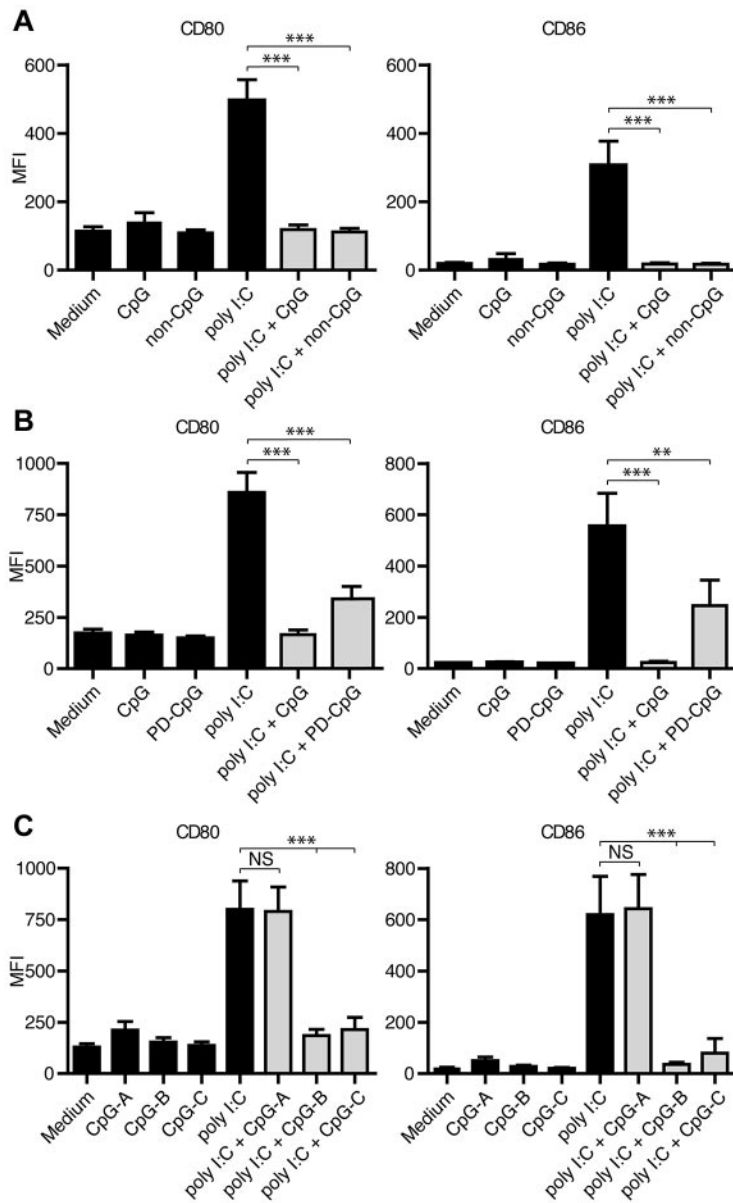 A
CD80
CD86
***
***
***
***
MFI
600
400
200
0
600
400
200
0
Medium
CpG
non-CpG
poly I:C
poly I:C + CpG
poly I:C + non-CpG
Medium
CpG
non-CpG
poly I:C
poly I:C + CpG
poly I:C + non-CpG
B
CD80
CD86
***
***
**
***
MFI
1000
750
500
250
0
800
600
400
200
0
Medium
CpG
PD-CpG
poly I:C
poly I:C + CpG
poly I:C + PD-CpG
Medium
CpG
PD-CpG
poly I:C
poly I:C + CpG
poly I:C + PD-CpG
C
CD80
CD86
***
NS
***
NS
MFI
1000
750
500
250
0
800
600
400
200
0
Medium
CpG-A
CpG-B
CpG-C
poly I:C
poly I:C + CpG-A
poly I:C + CpG-B
poly I:C + CpG-C
Medium
CpG-A
CpG-B
CpG-C
poly I:C
poly I:C + CpG-A
poly I:C + CpG-B
poly I:C + CpG-C